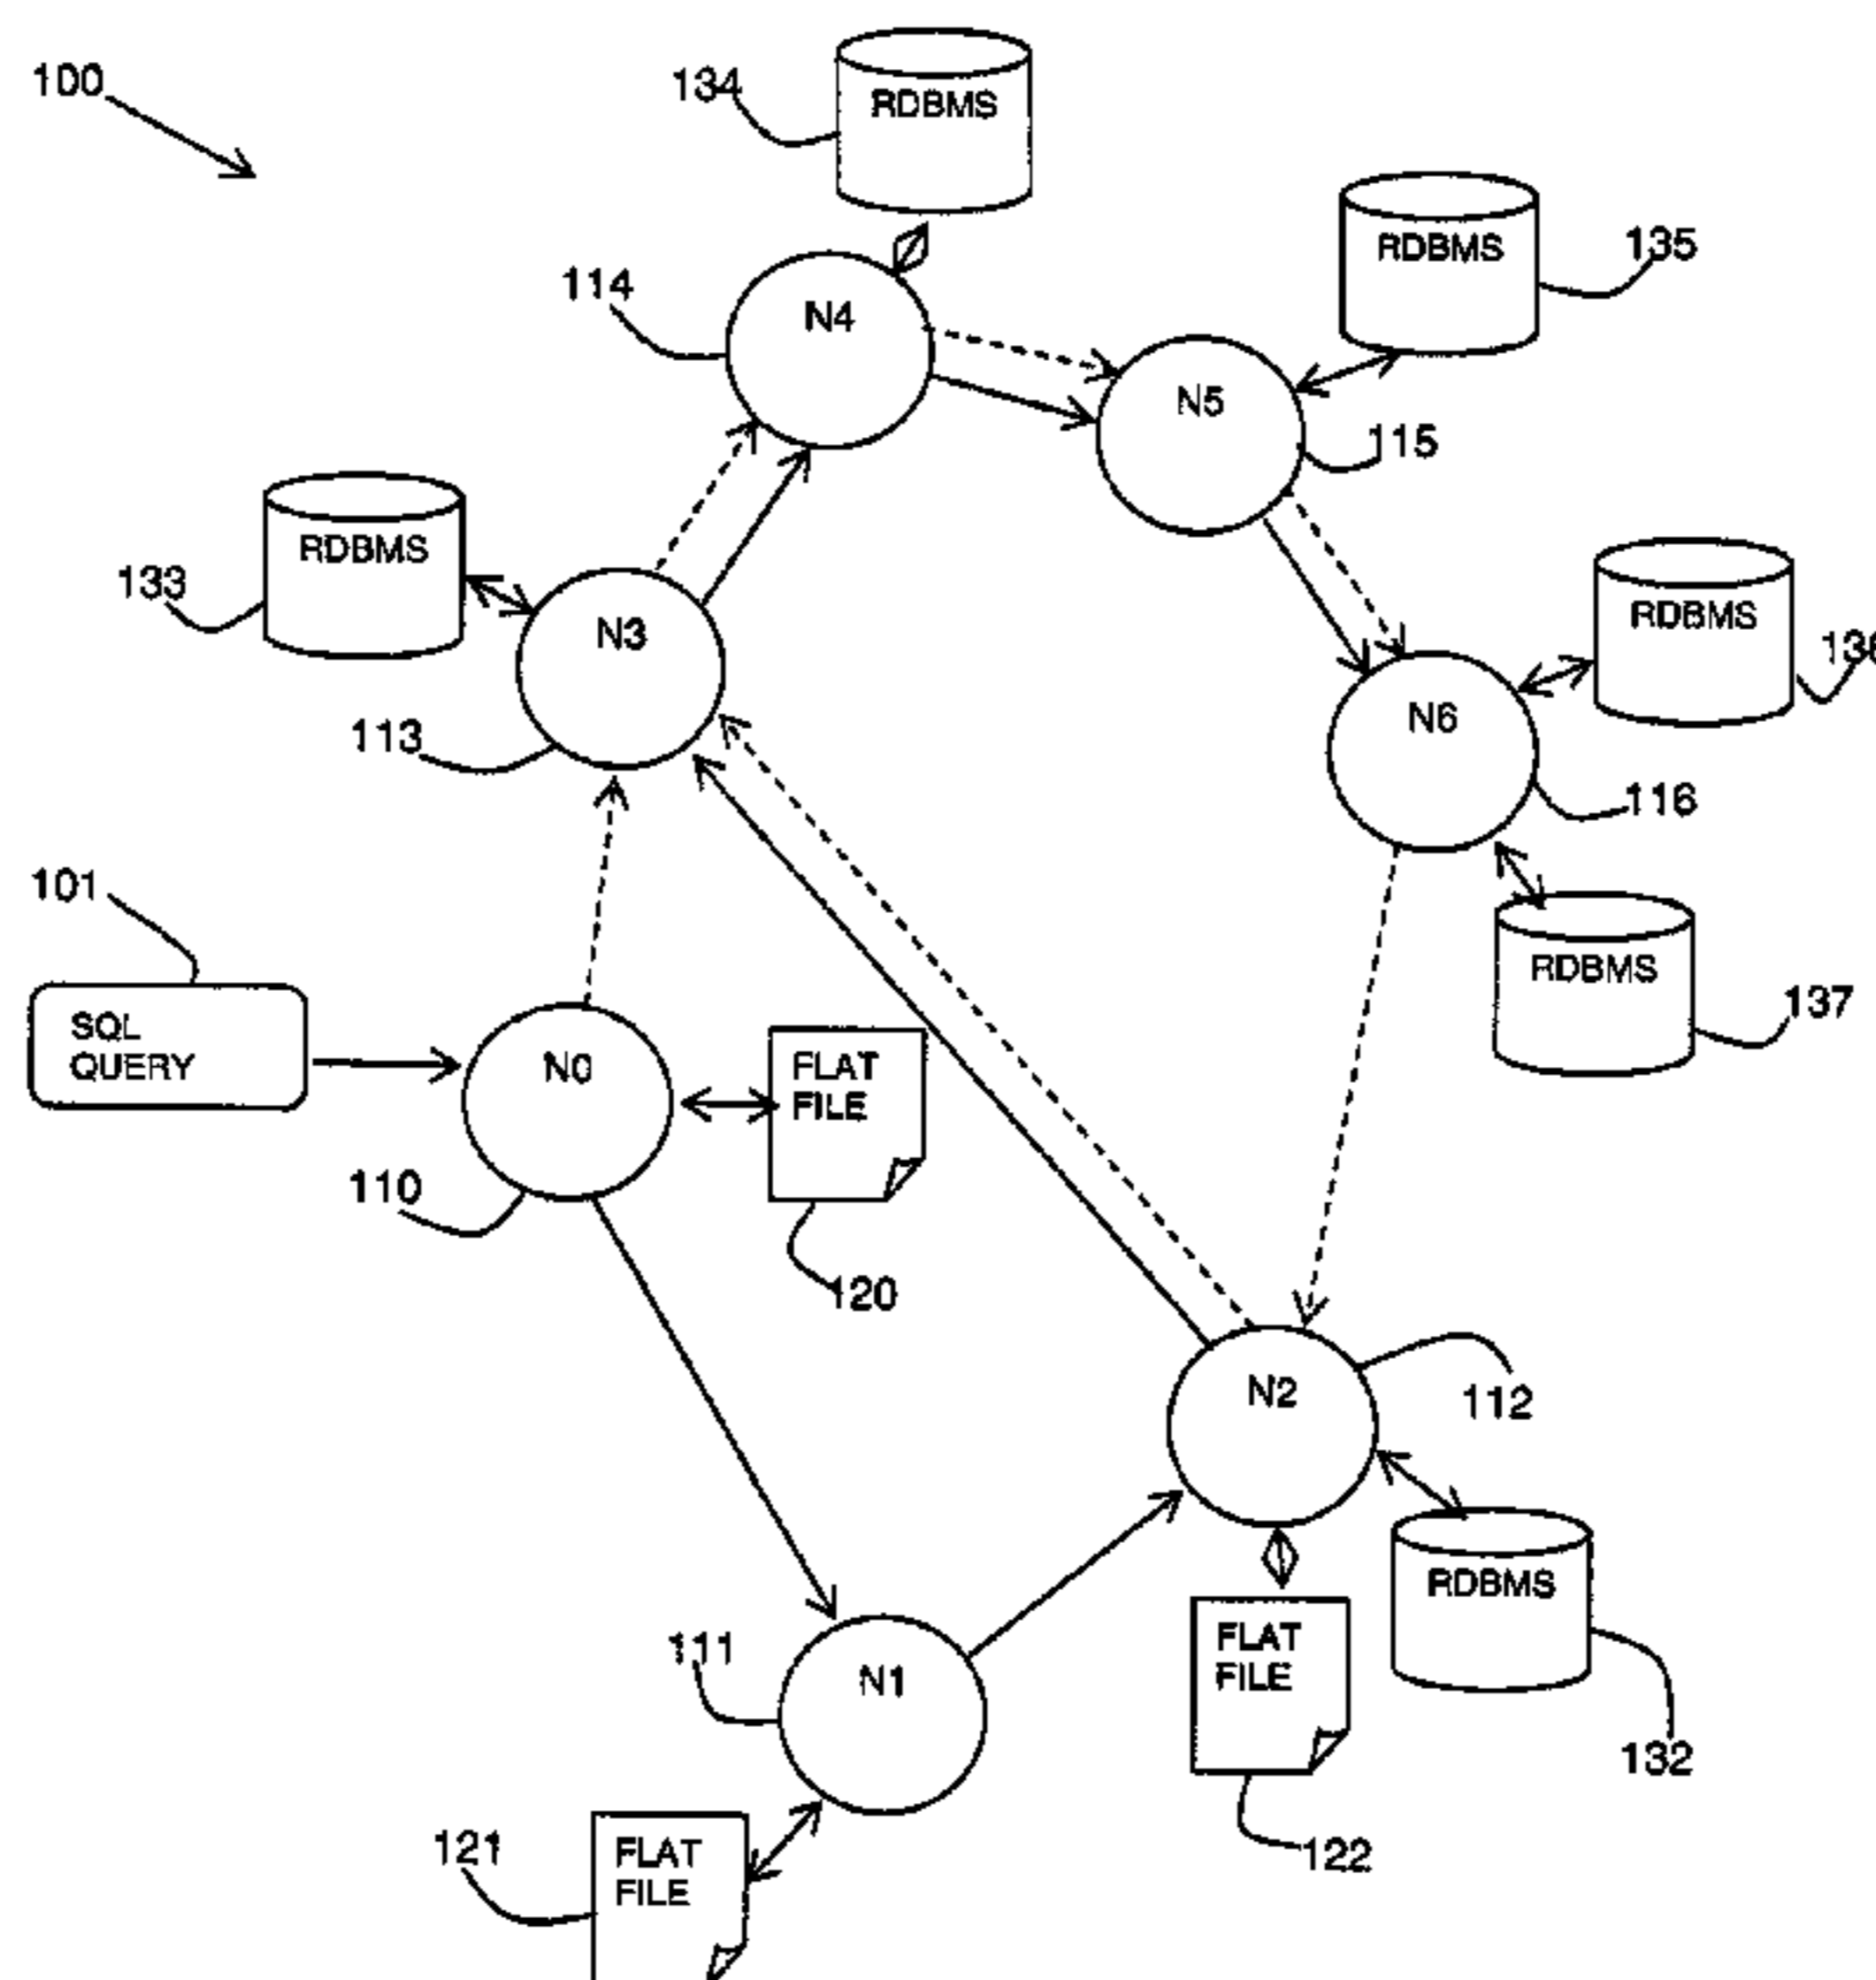 100
134
RDBMS
RDBMS
135
114
N4
N5
115
RDBMS
133
N3
RDBMS
136
N6
113
116
101
SQL
QUERY
N0
FLAT
FILE
RDBMS
137
110
120
N2
112
RDBMS
111
N1
FLAT
FILE
132
121
FLAT
FILE
122